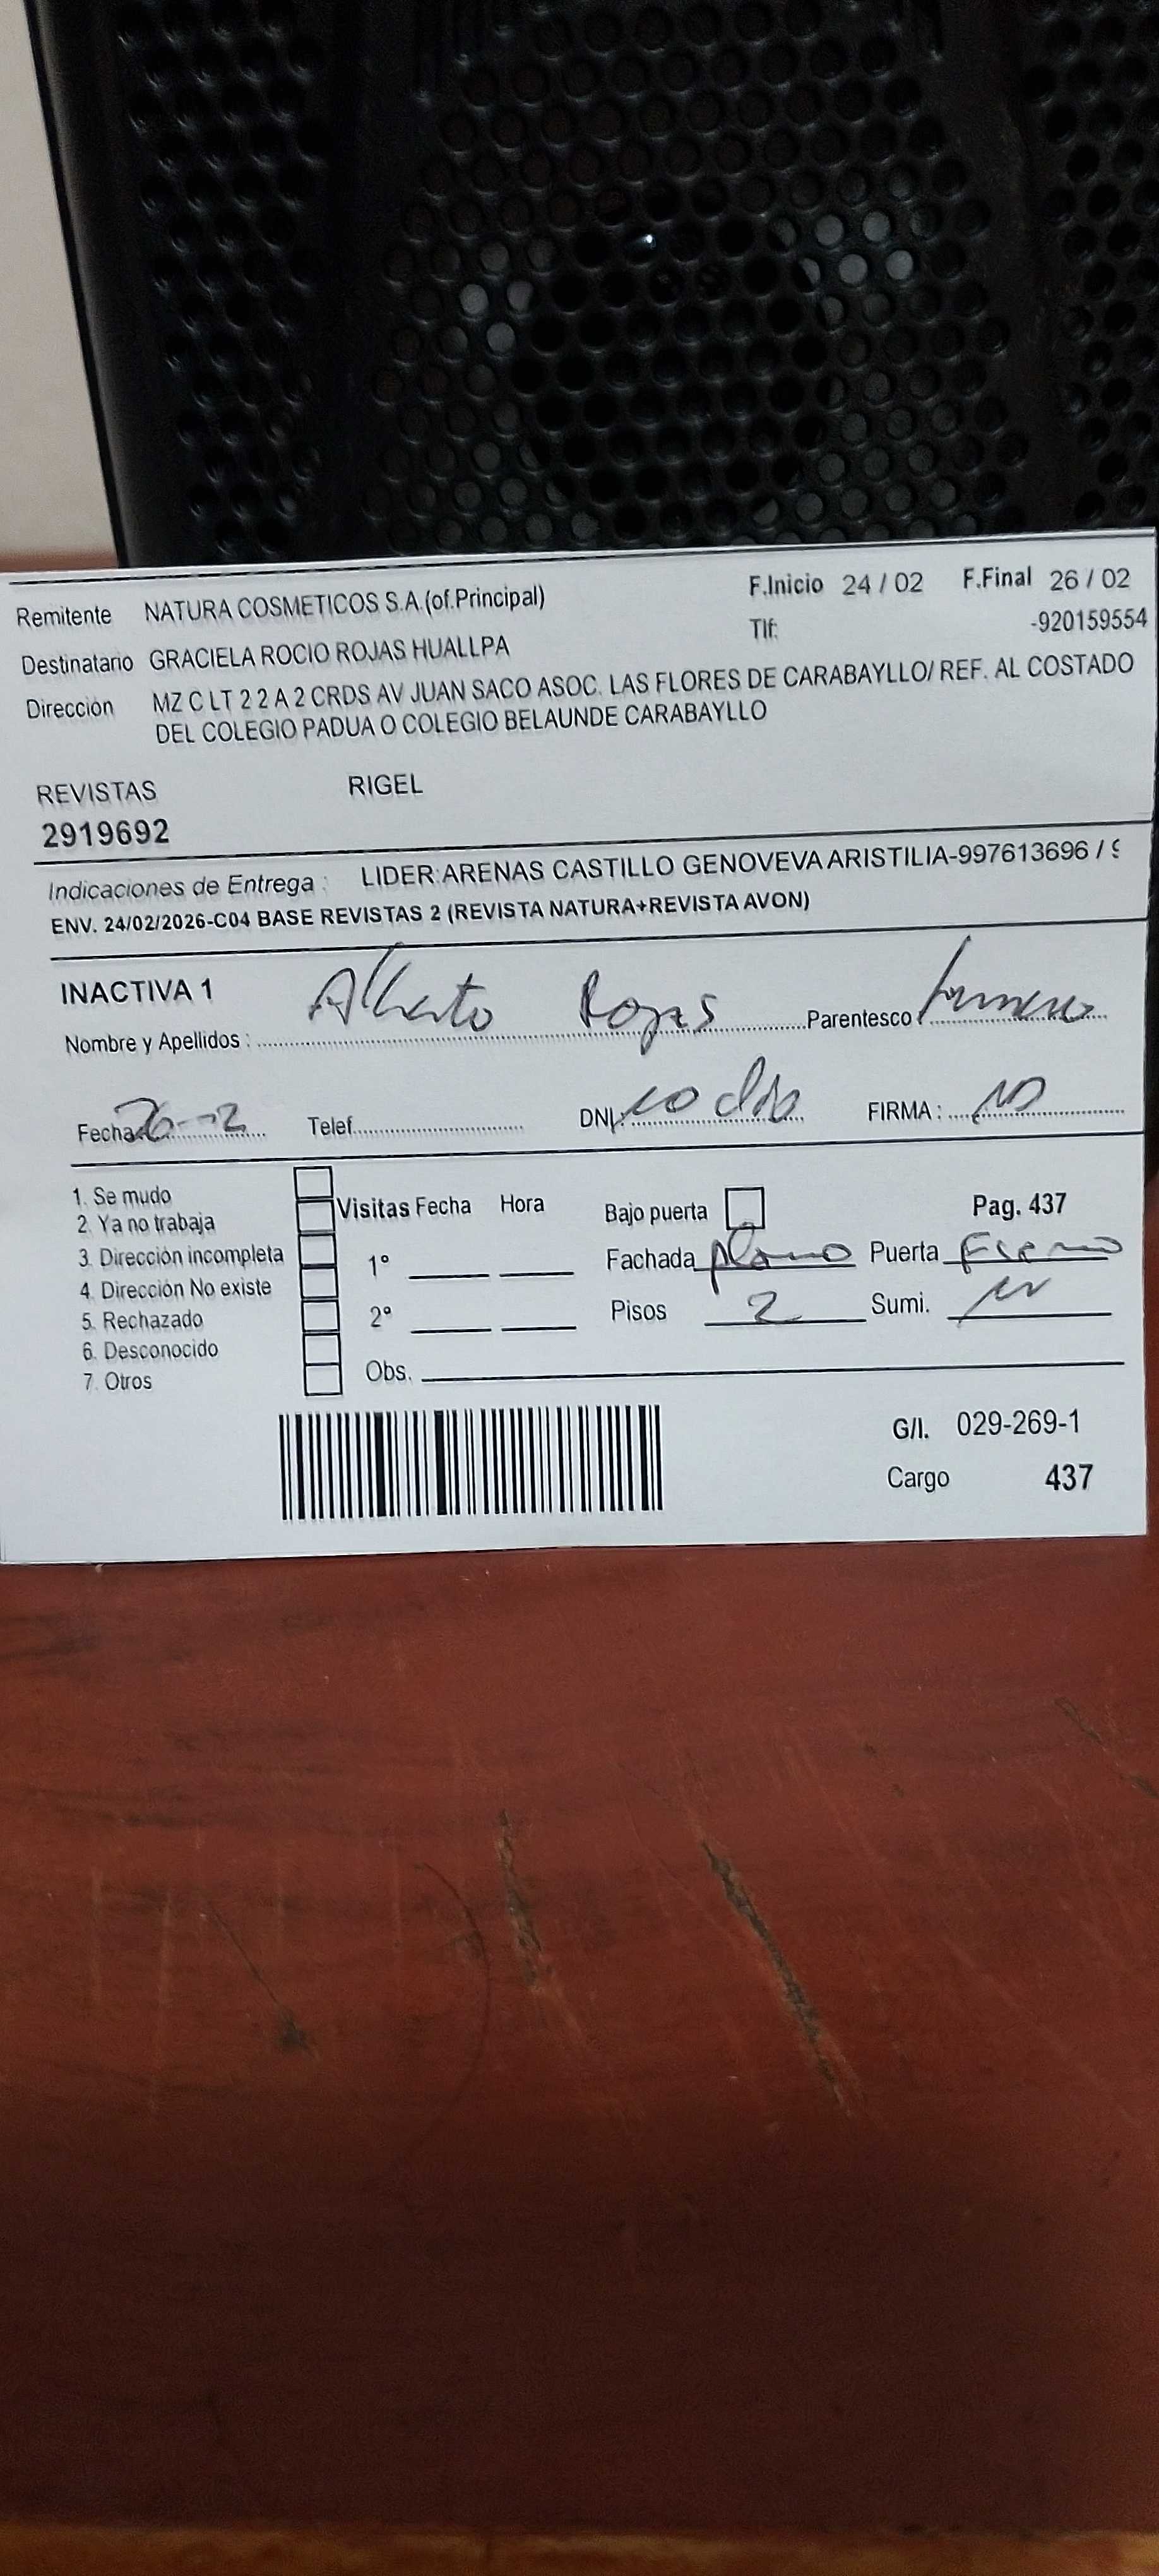 Remitente NATURA COSMETICOS S.A.(of.Principal) F.Inicio 24 / 02 F.Final 26 / 02
Tlf: -920159554
Destinatario GRACIELA ROCIO ROJAS HUALLPA
Dirección MZ C LT 2 2 A 2 CRDS AV JUAN SACO ASOC. LAS FLORES DE CARABAYLLO/ REF. AL COSTADO
DEL COLEGIO PADUA O COLEGIO BELAUNDE CARABAYLLO
REVISTAS RIGEL
2919692
Indicaciones de Entrega : LIDER:ARENAS CASTILLO GENOVEVA ARISTILIA-997613696 /
ENV. 24/02/2026-C04 BASE REVISTAS 2 (REVISTA NATURA+REVISTA AVON)
INACTIVA 1
Nombre y Apellidos : Alberto Rojas Parentesco
Fecha 26-2 Telef. DNI: no dio FIRMA :
1. Se mudo
2. Ya no trabaja
3. Dirección incompleta
4. Dirección No existe
5. Rechazado
6. Desconocido
7. Otros
Visitas Fecha Hora
1º
2º
Obs.
Bajo puerta Pag. 437
Fachada Puerta
Pisos 2 Sumi.
G/I. 029-269-1
Cargo 437